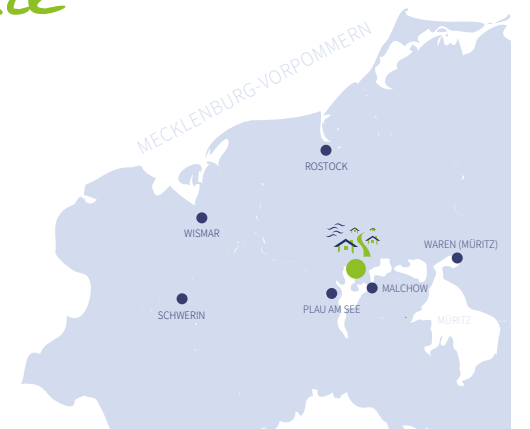 MECKLENBURG-VORPOMMERN
ROSTOCK
WISMAR
WAREN (MÜRITZ)
MALCHOW
SCHWERIN
PLAU AM SEE
MÜRITZ